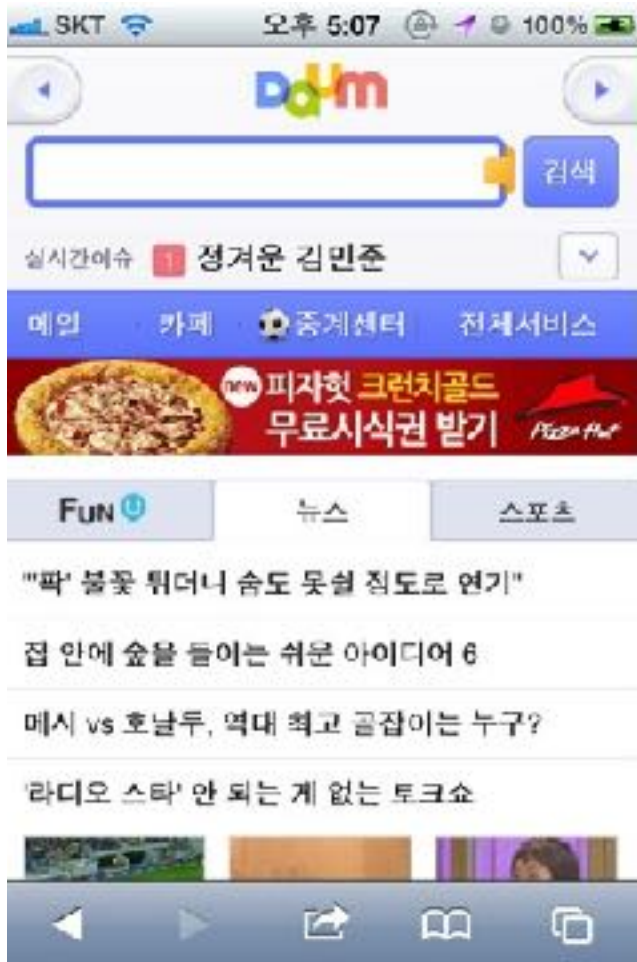 SKT 오후 5:07 100%
Daum
검색
실시간이슈 1 정겨운 김민준
메일 카페 중계센터 전체서비스
new 피자헛 크런치골드
무료시식권 받기 Pizza Hut
FUN U 뉴스 스포츠
"'팍' 불꽃 튀더니 숨도 못쉴 정도로 연기"
집 안에 숲을 들이는 쉬운 아이디어 6
메시 vs 호날두, 역대 최고 골잡이는 누구?
'라디오 스타' 안 되는 게 없는 토크쇼